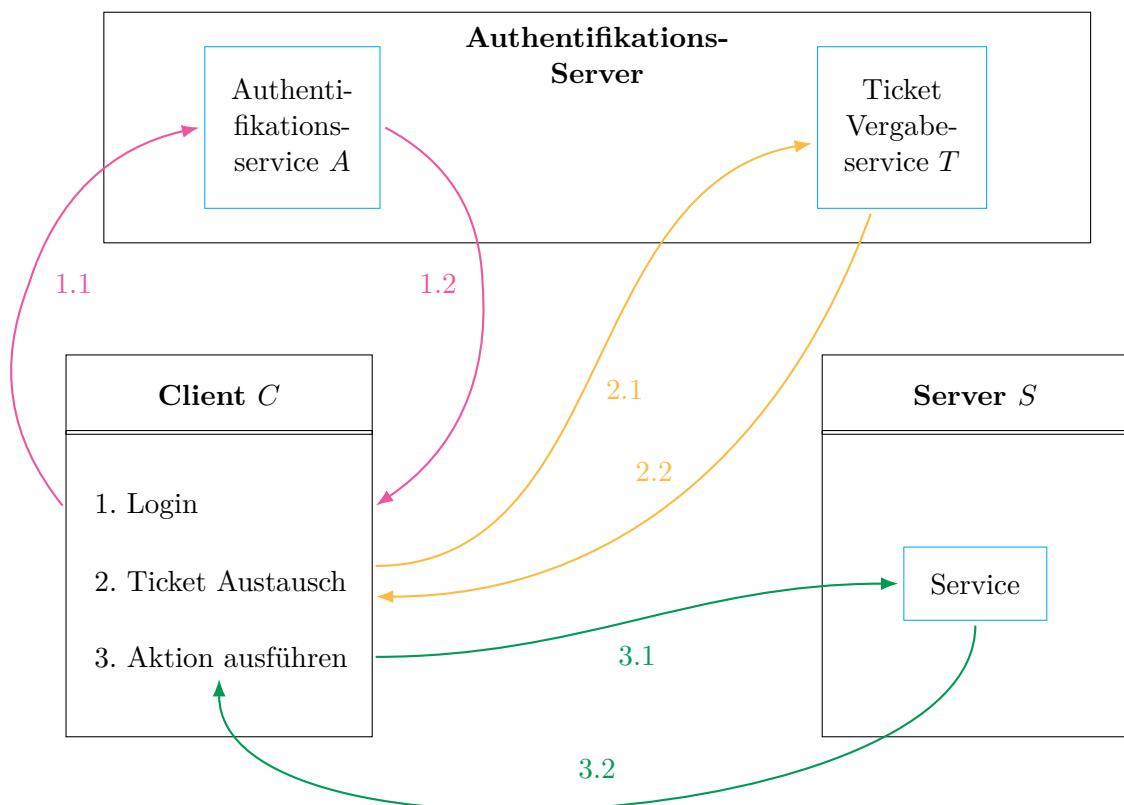 Authentifikations-
Server
Authenti-
fikations-
service A
Ticket
Vergabe-
service T
1.1
1.2
Client C
Server S
2.1
2.2
1. Login
2. Ticket Austausch
Service
3. Aktion ausführen
3.1
3.2